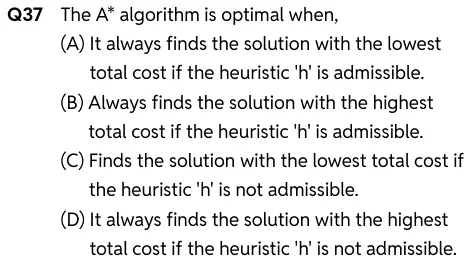 Q37 The A* algorithm is optimal when,
(A) It always finds the solution with the lowest
total cost if the heuristic 'h' is admissible.
(B) Always finds the solution with the highest
total cost if the heuristic 'h' is admissible.
(C) Finds the solution with the lowest total cost if
the heuristic 'h' is not admissible.
(D) It always finds the solution with the highest
total cost if the heuristic 'h' is not admissible.